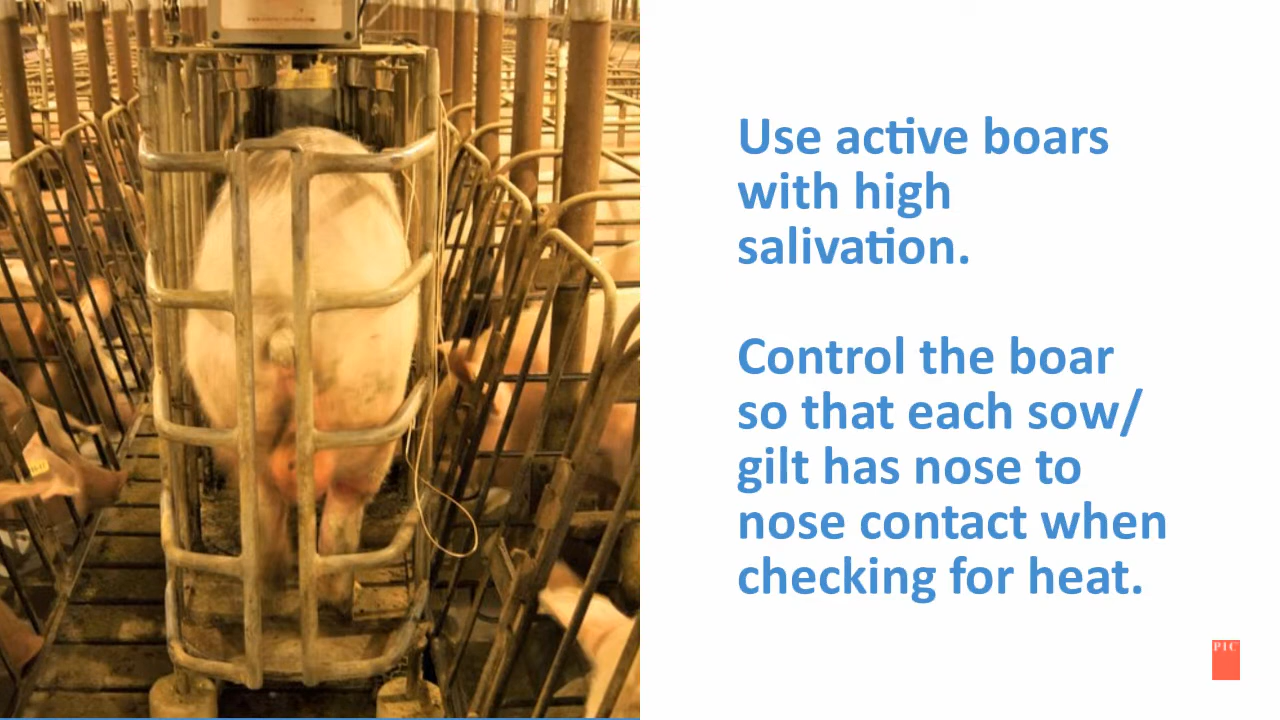 Use active boars
with high
salivation.
Control the boar
so that each sow/
gilt has nose to
nose contact when
checking for heat.
PIC